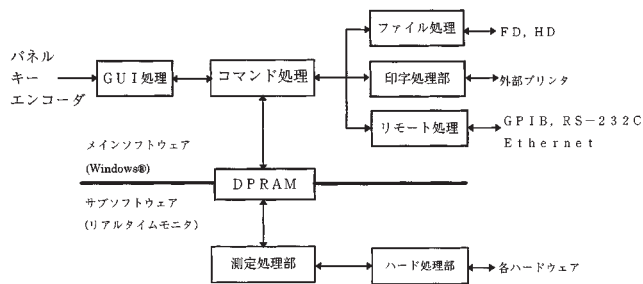 ファイル処理
FD, HD
パネル
キー
エンコーダ
GUI処理
コマンド処理
印字処理部
外部プリンタ
リモート処理
GPIB, RS-232C
Ethernet
メインソフトウェア
(Windows®)
DPRAM
サブソフトウェア
(リアルタイムモニタ)
測定処理部
ハード処理部
各ハードウェア